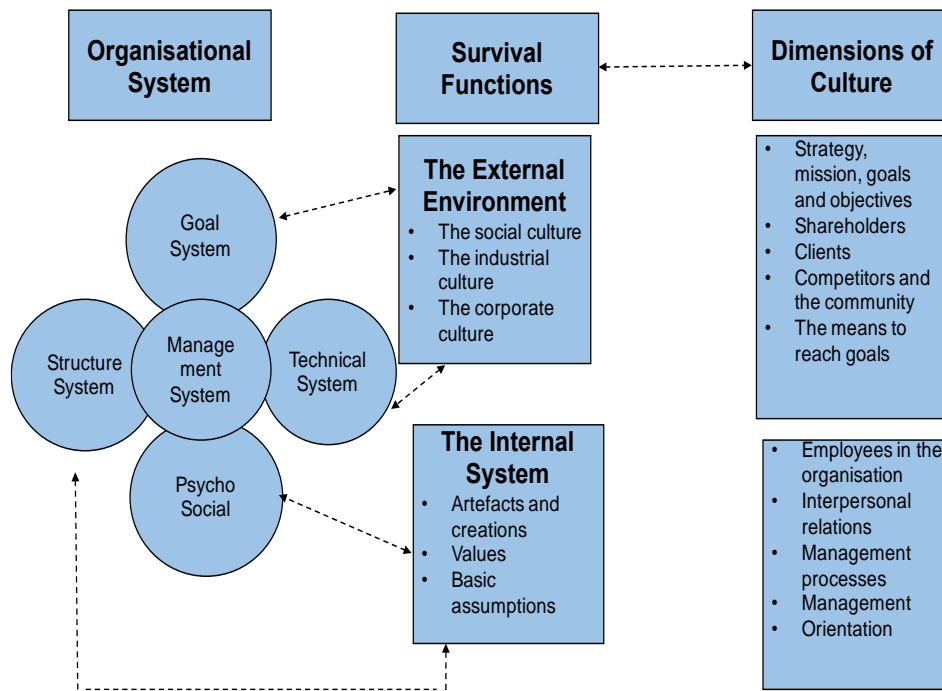 Organisational
System
Survival
Functions
Dimensions of
Culture
Goal
System
Structure
System
Manage
ment
System
Technical
System
Psycho
Social
The External
Environment
• The social culture
• The industrial
culture
• The corporate
culture
The Internal
System
• Artefacts and
creations
• Values
• Basic
assumptions
• Strategy,
mission, goals
and objectives
• Shareholders
• Clients
• Competitors and
the community
• The means to
reach goals
• Employees in the
organisation
• Interpersonal
relations
• Management
processes
• Management
• Orientation